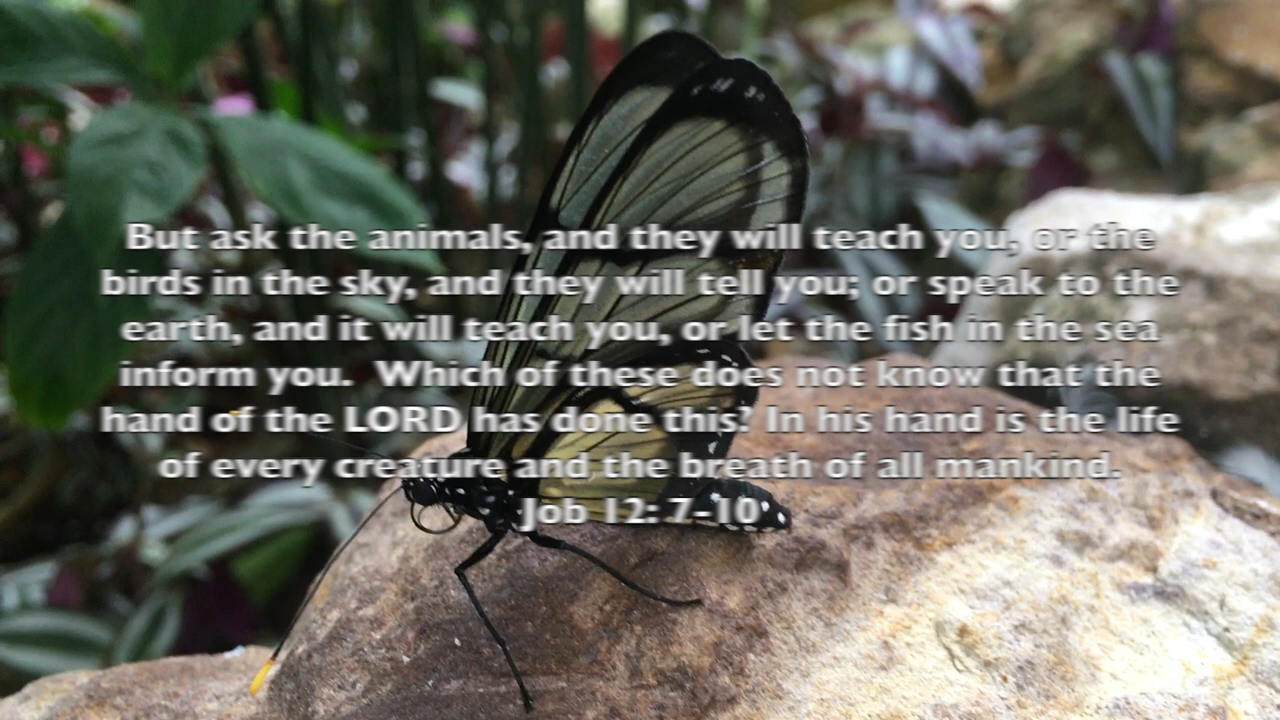 But ask the animals, and they will teach you, or the
birds in the sky, and they will tell you; or speak to the
earth, and it will teach you, or let the fish in the sea
inform you.  Which of these does not know that the
hand of the LORD has done this? In his hand is the life
of every creature and the breath of all mankind.
Job 12: 7-10